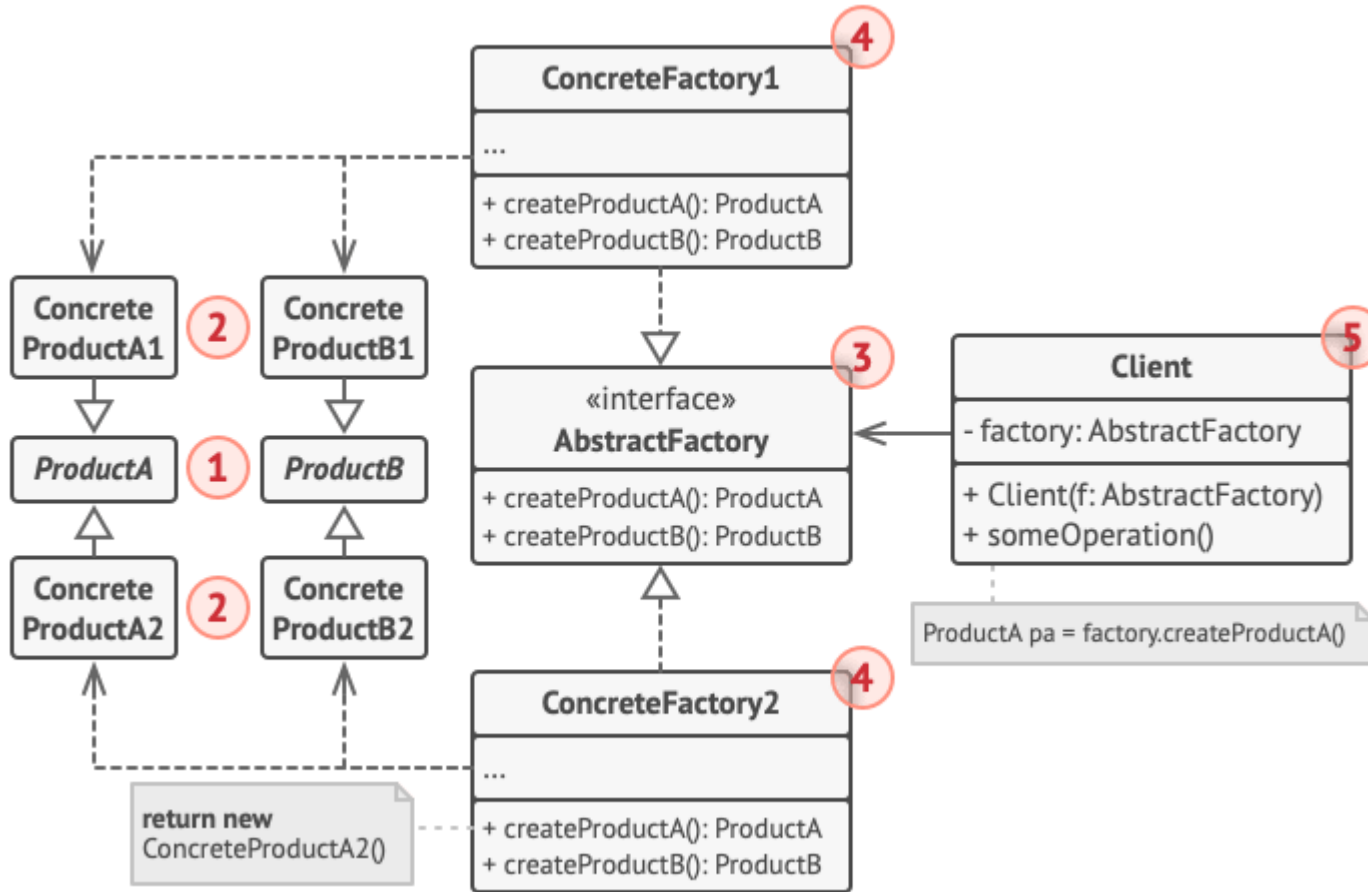 4
ConcreteFactory1
...
+ createProductA(): ProductA
+ createProductB(): ProductB
Concrete
ProductA1
2
Concrete
ProductB1
ProductA
1
ProductB
Concrete
ProductA2
2
Concrete
ProductB2
3
«interface»
AbstractFactory
+ createProductA(): ProductA
+ createProductB(): ProductB
5
Client
- factory: AbstractFactory
+ Client(f: AbstractFactory)
+ someOperation()
ProductA pa = factory.createProductA()
4
ConcreteFactory2
...
+ createProductA(): ProductA
+ createProductB(): ProductB
return new
ConcreteProductA2()